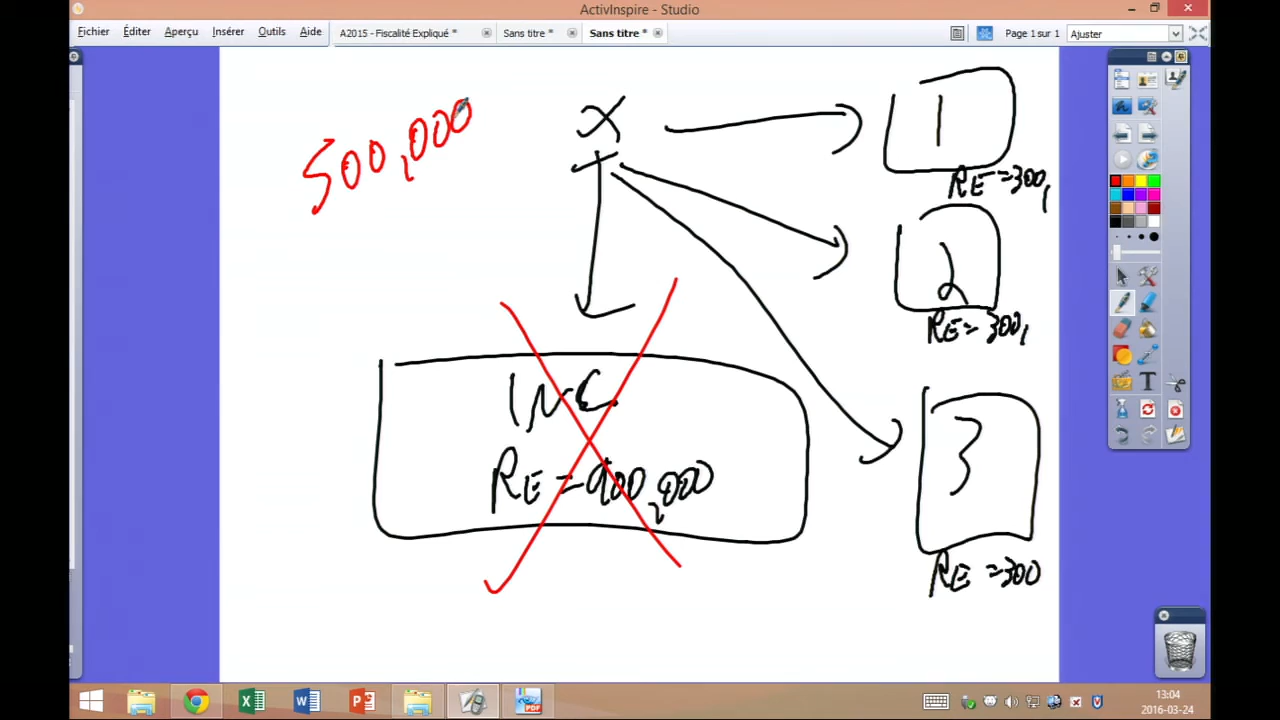 ActivInspire - Studio
Fichier Éditer Aperçu Insérer Outils Aide
A2015 - Fiscalité Expliqué * Sans titre * Sans titre *
Page 1 sur 1 Ajuster
500,000
X
1
RE=300,
2
RE=300,
INC
RE=900,000
3
RE=300
13:04
2016-03-24